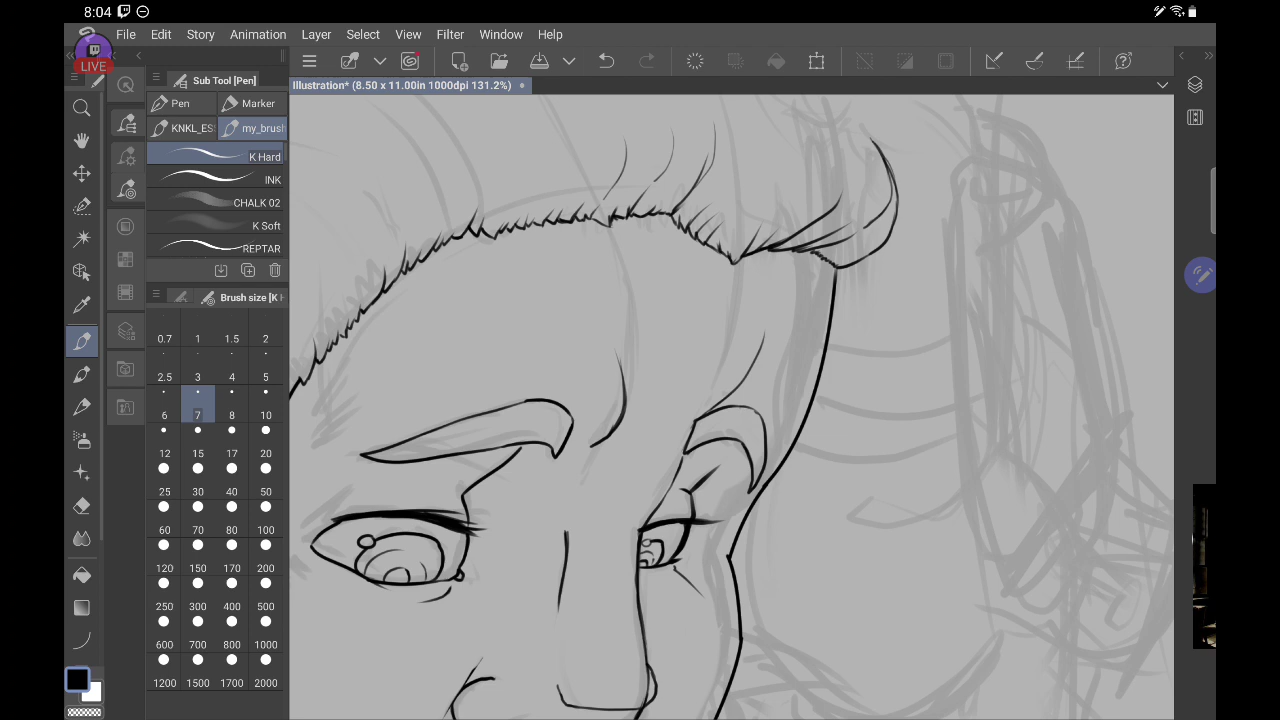 8:04
LIVE
File Edit Story Animation Layer Select View Filter Window Help
Sub Tool [Pen]
Illustration* (8.50 x 11.00in 1000dpi 131.2%)
Pen Marker
KNKL_ES my_brush
K Hard
INK
CHALK 02
K Soft
REPTAR
Brush size [K H
0.7 1 1.5 2
2.5 3 4 5
6 7 8 10
12 15 17 20
25 30 40 50
60 70 80 100
120 150 170 200
250 300 400 500
600 700 800 1000
1200 1500 1700 2000